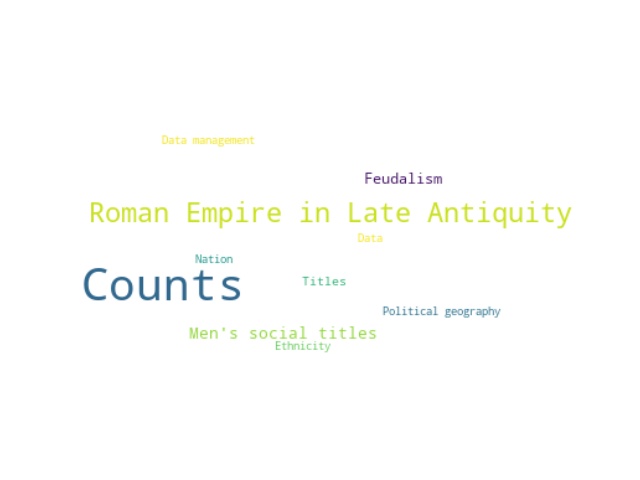 Data management
Feudalism
Roman Empire in Late Antiquity
Data
Nation
Counts
Titles
Political geography
Men's social titles
Ethnicity